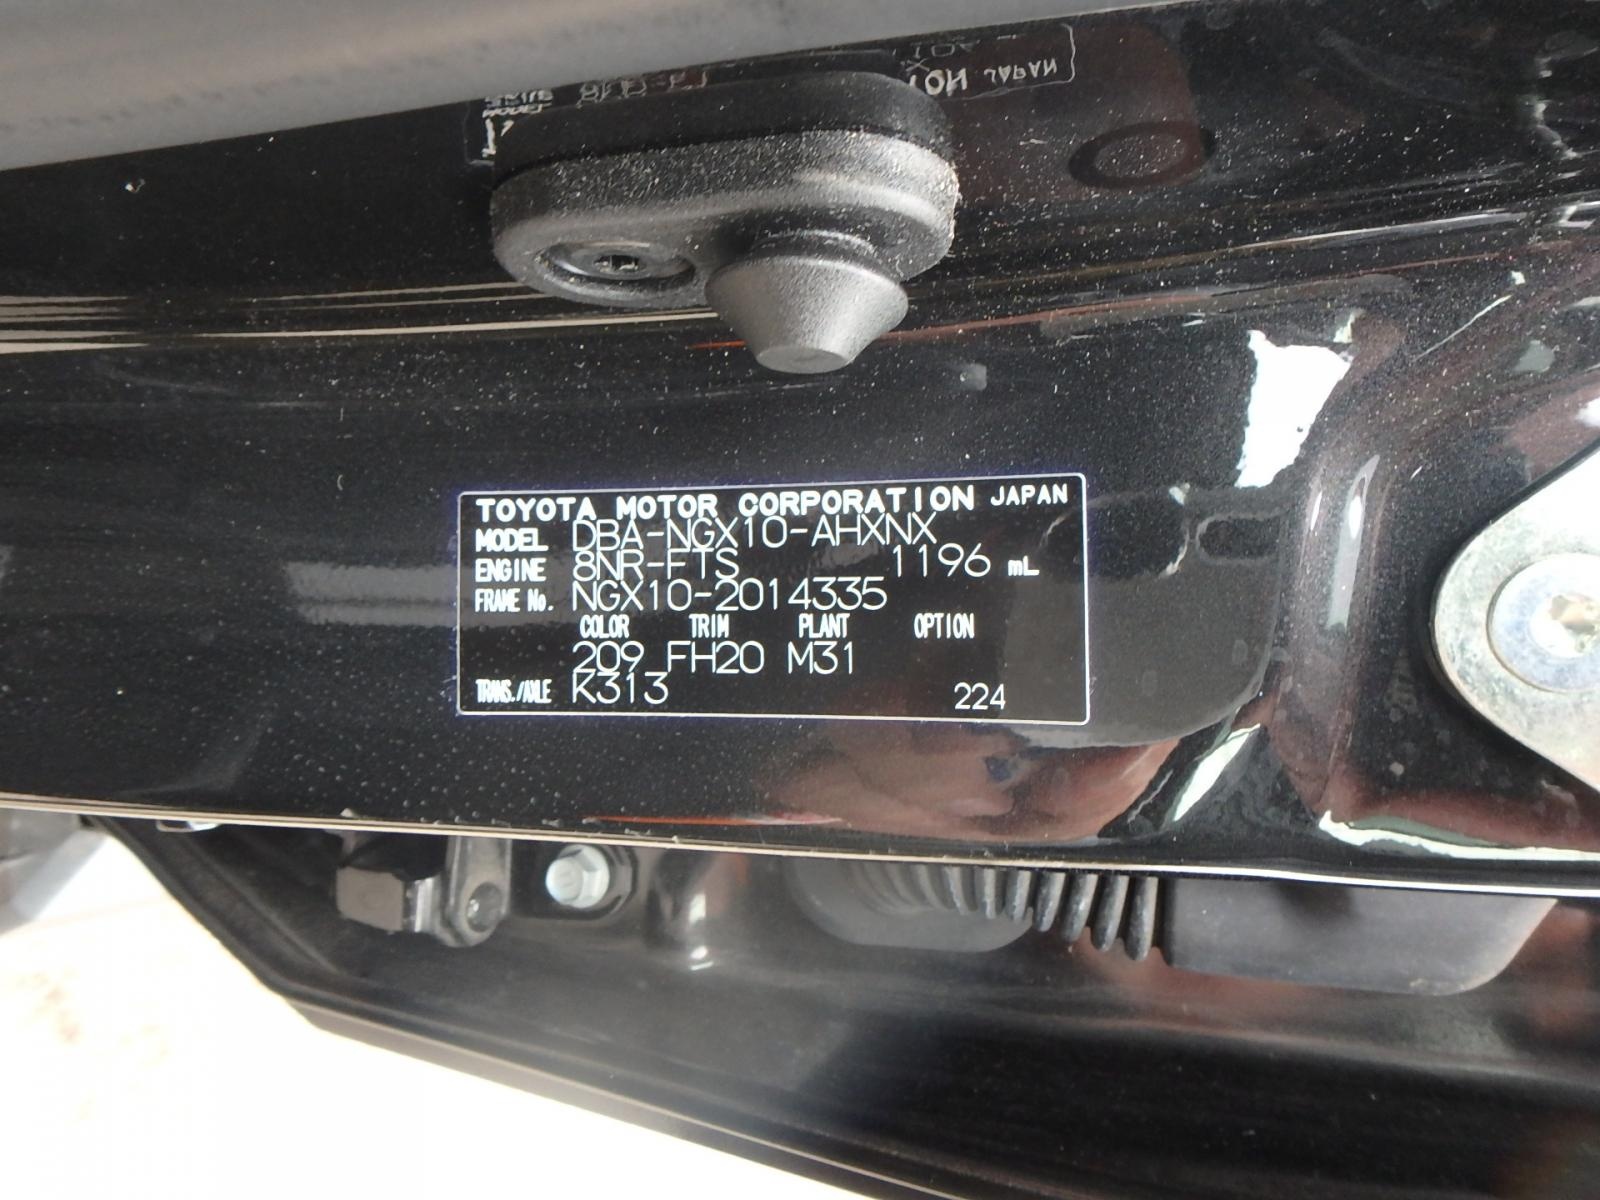 TOYOTA MOTOR CORPORATION JAPAN
MODEL DBA-NGX10-AHXNX
ENGINE 8NR-FTS 1196 mL
FRAME No. NGX10-2014335
COLOR TRIM PLANT OPTION
209 FH20 M31
TRANS./AXLE K313 224